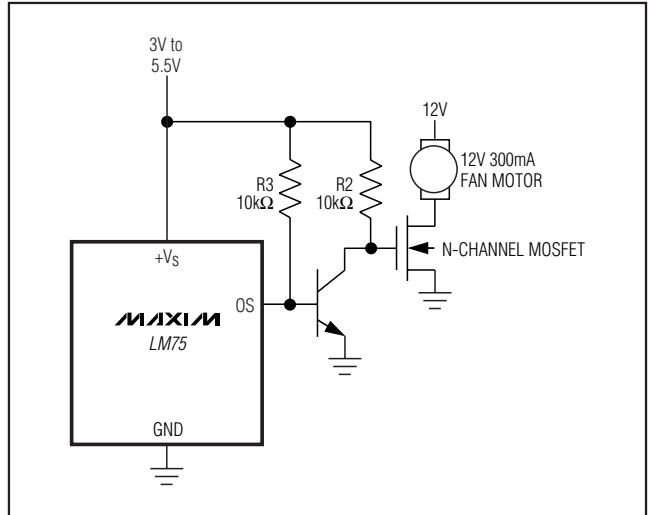 3V to
5.5V
12V
R3
10kΩ
R2
10kΩ
12V 300mA
FAN MOTOR
N-CHANNEL MOSFET
+VS
OS
MAXIM
LM75
GND